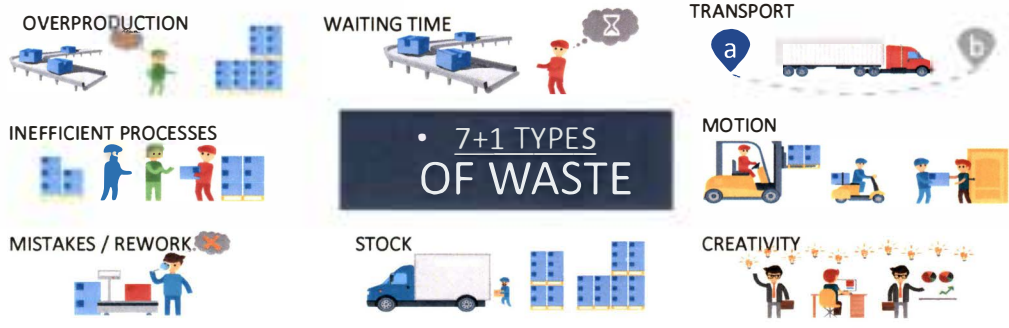 OVERPRODUCTION
WAITING TIME
TRANSPORT
a
b
INEFFICIENT PROCESSES
• 7+1 TYPES
OF WASTE
MOTION
MISTAKES / REWORK
STOCK
CREATIVITY